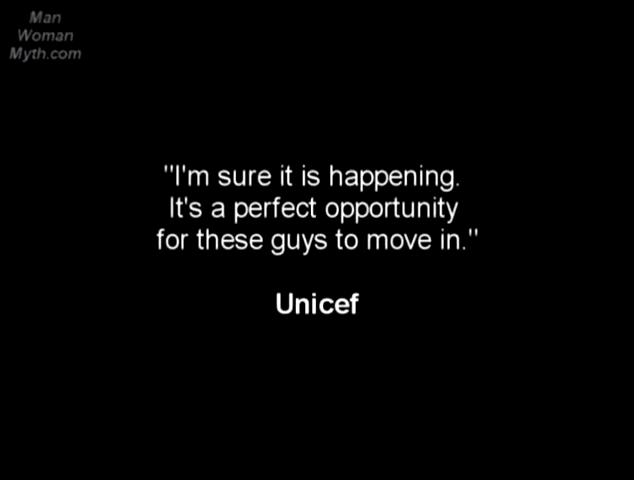 Man
Woman
Myth.com
"I'm sure it is happening.
It's a perfect opportunity
for these guys to move in."
Unicef